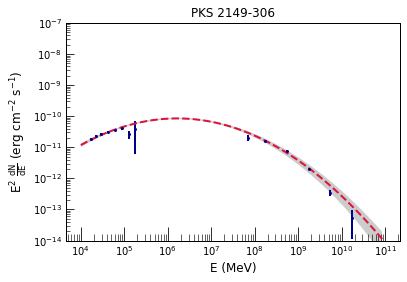 PKS 2149-306
10⁻⁷
10⁻⁸
10⁻⁹
10⁻¹⁰
10⁻¹¹
10⁻¹²
10⁻¹³
10⁻¹⁴
E² dN/dE (erg cm⁻² s⁻¹)
10⁴ 10⁵ 10⁶ 10⁷ 10⁸ 10⁹ 10¹⁰ 10¹¹
E (MeV)